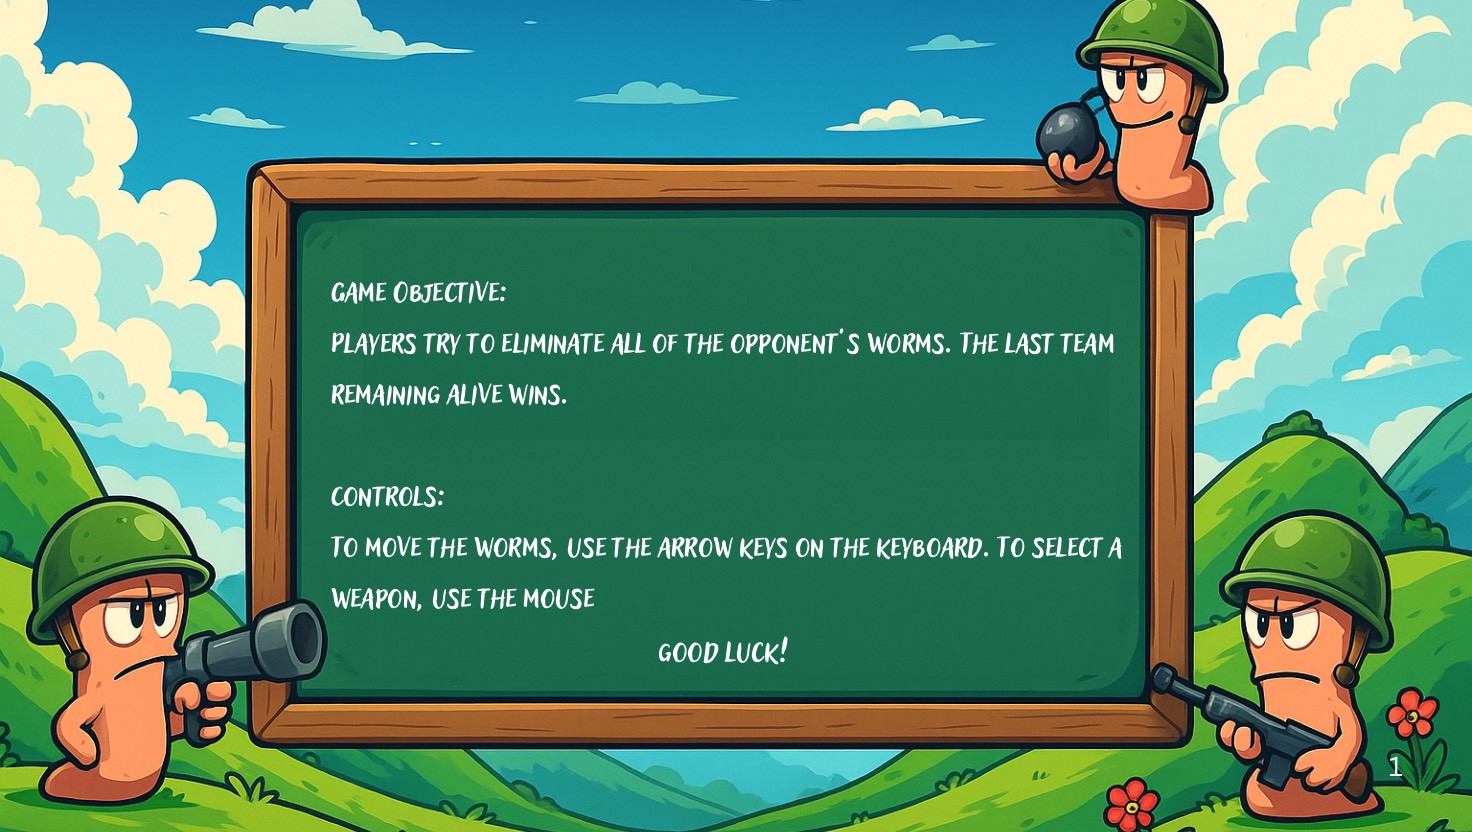 GAME OBJECTIVE:
PLAYERS TRY TO ELIMINATE ALL OF THE OPPONENT'S WORMS. THE LAST TEAM
REMAINING ALIVE WINS.
CONTROLS:
TO MOVE THE WORMS, USE THE ARROW KEYS ON THE KEYBOARD. TO SELECT A
WEAPON, USE THE MOUSE
GOOD LUCK!
1